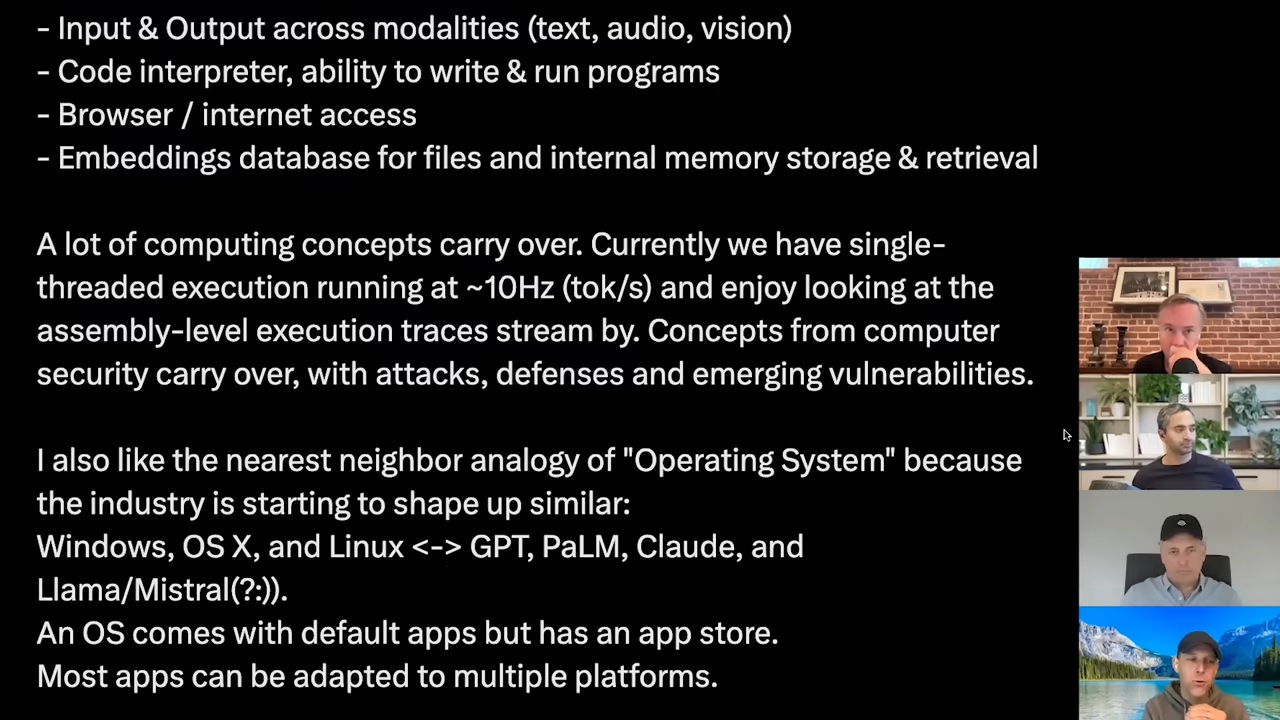 - Input & Output across modalities (text, audio, vision)
- Code interpreter, ability to write & run programs
- Browser / internet access
- Embeddings database for files and internal memory storage & retrieval
A lot of computing concepts carry over. Currently we have single-
threaded execution running at ~10Hz (tok/s) and enjoy looking at the
assembly-level execution traces stream by. Concepts from computer
security carry over, with attacks, defenses and emerging vulnerabilities.
I also like the nearest neighbor analogy of "Operating System" because
the industry is starting to shape up similar:
Windows, OS X, and Linux <-> GPT, PaLM, Claude, and
Llama/Mistral(?:)).
An OS comes with default apps but has an app store.
Most apps can be adapted to multiple platforms.